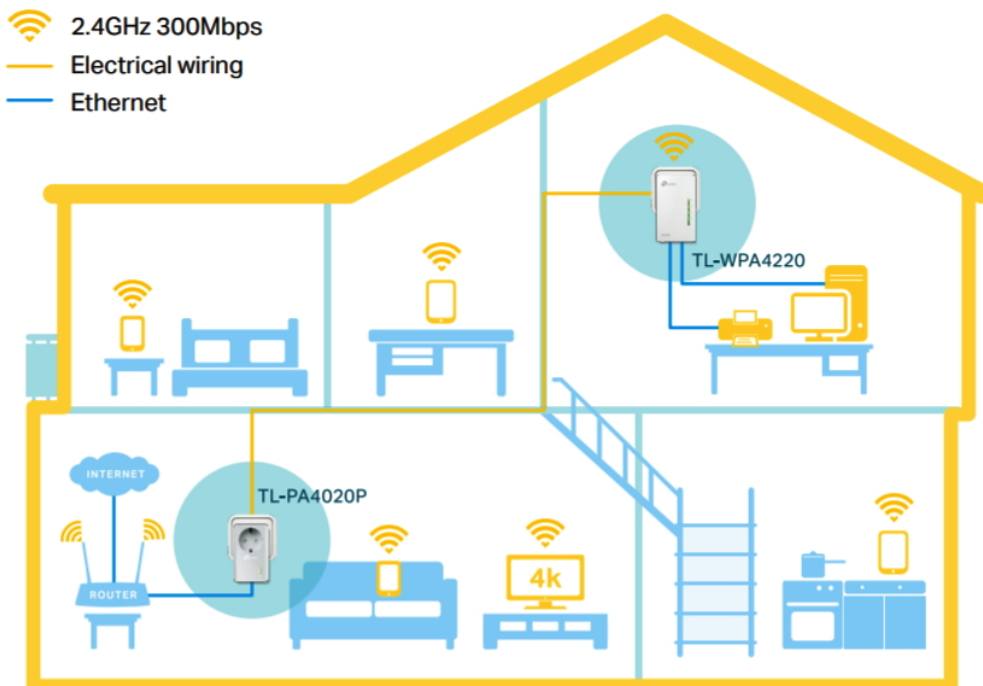 2.4GHz 300Mbps
Electrical wiring
Ethernet
TL-WPA4220
INTERNET
TL-PA4020P
4k
ROUTER